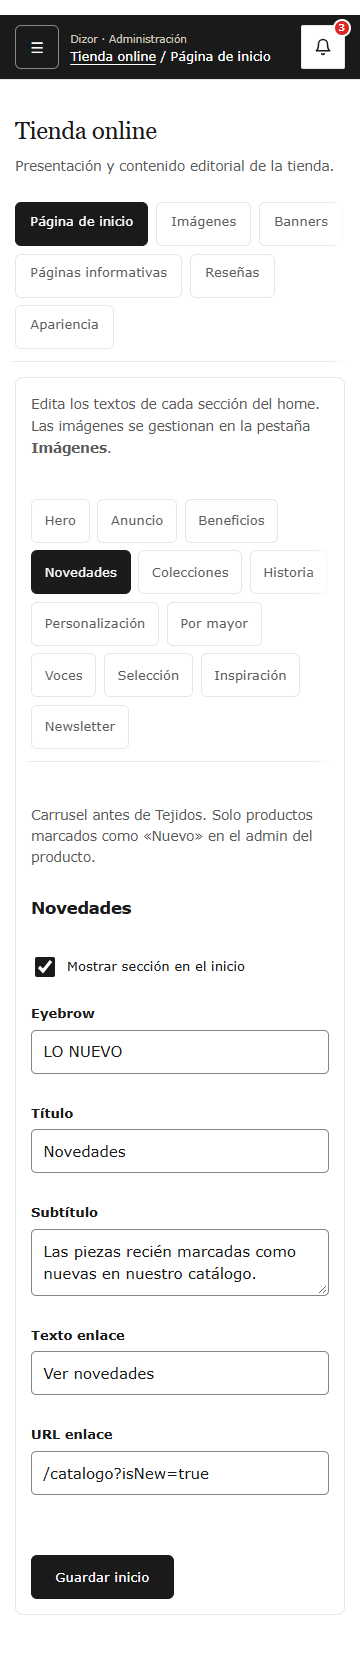 ☰
Dizor · Administración
Tienda online / Página de inicio
3
Tienda online
Presentación y contenido editorial de la tienda.
Página de inicio
Imágenes
Banners
Páginas informativas
Reseñas
Apariencia
Edita los textos de cada sección del home.
Las imágenes se gestionan en la pestaña
Imágenes.
Hero
Anuncio
Beneficios
Novedades
Colecciones
Historia
Personalización
Por mayor
Voces
Selección
Inspiración
Newsletter
Carrusel antes de Tejidos. Solo productos
marcados como «Nuevo» en el admin del
producto.
Novedades
Mostrar sección en el inicio
Eyebrow
LO NUEVO
Título
Novedades
Subtítulo
Las piezas recién marcadas como
nuevas en nuestro catálogo.
Texto enlace
Ver novedades
URL enlace
/catalogo?isNew=true
Guardar inicio